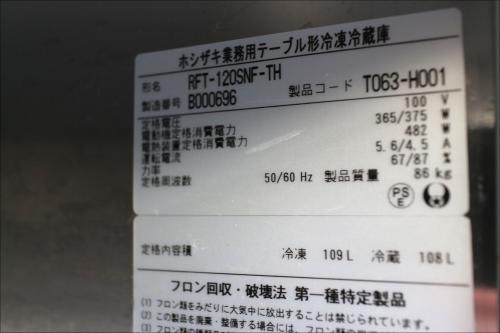 ホシザキ業務用テーブル形冷凍冷蔵庫
形名 RFT-120SNF-TH
製造番号 B000696 製品コード T063-H001
定格電圧 100 V
電動機定格消費電力 365/375 W
電熱装置定格消費電力 482 W
運転電流 5.6/4.5 A
力率 67/87 %
定格周波数 50/60 Hz 製品質量 86 kg
PS E
定格内容積 冷凍 109 L 冷蔵 108 L
フロン回収・破壊法 第一種特定製品
(1) フロン類をみだりに大気中に放出することは禁じられています。
(2) この製品を廃棄・整備する場合には、フロン類の回収